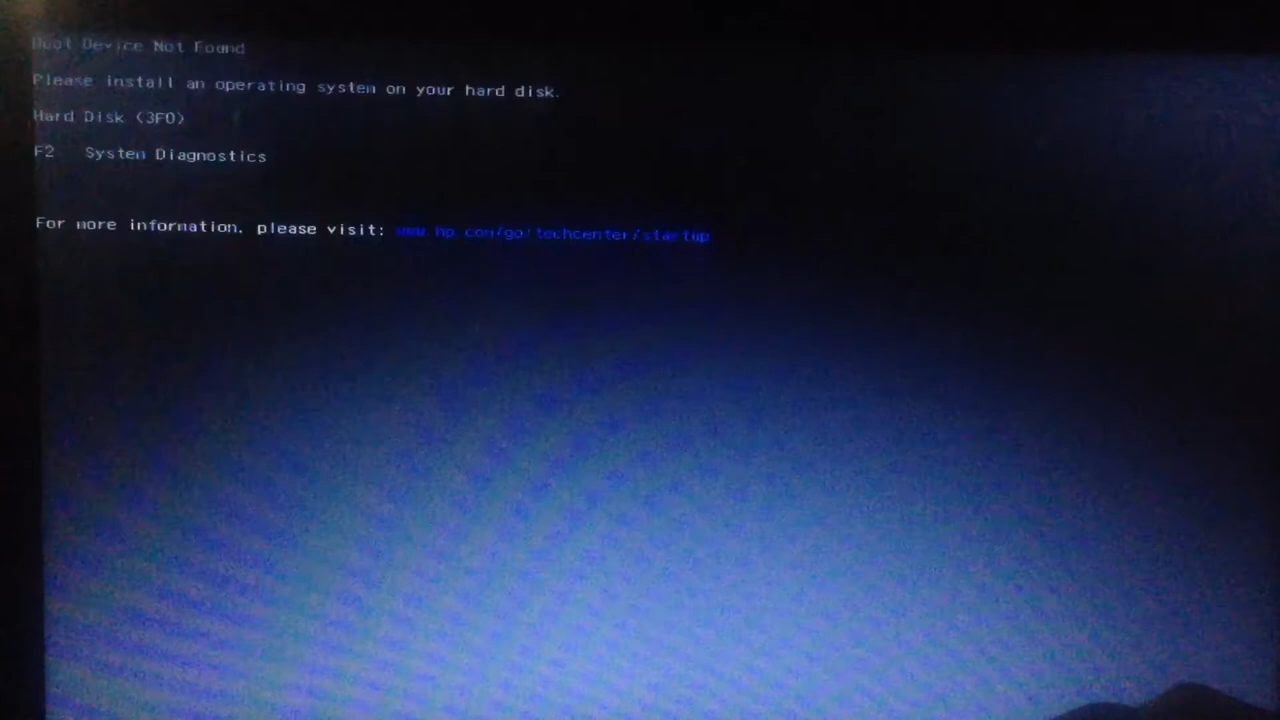 Boot Device Not Found
Please install an operating system on your hard disk.
Hard Disk (3F0)
F2 System Diagnostics
For more information, please visit: www.hp.com/go/techcenter/startup